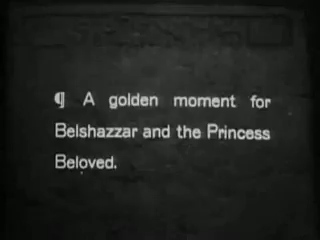 ¶ A golden moment for
Belshazzar and the Princess
Beloved.